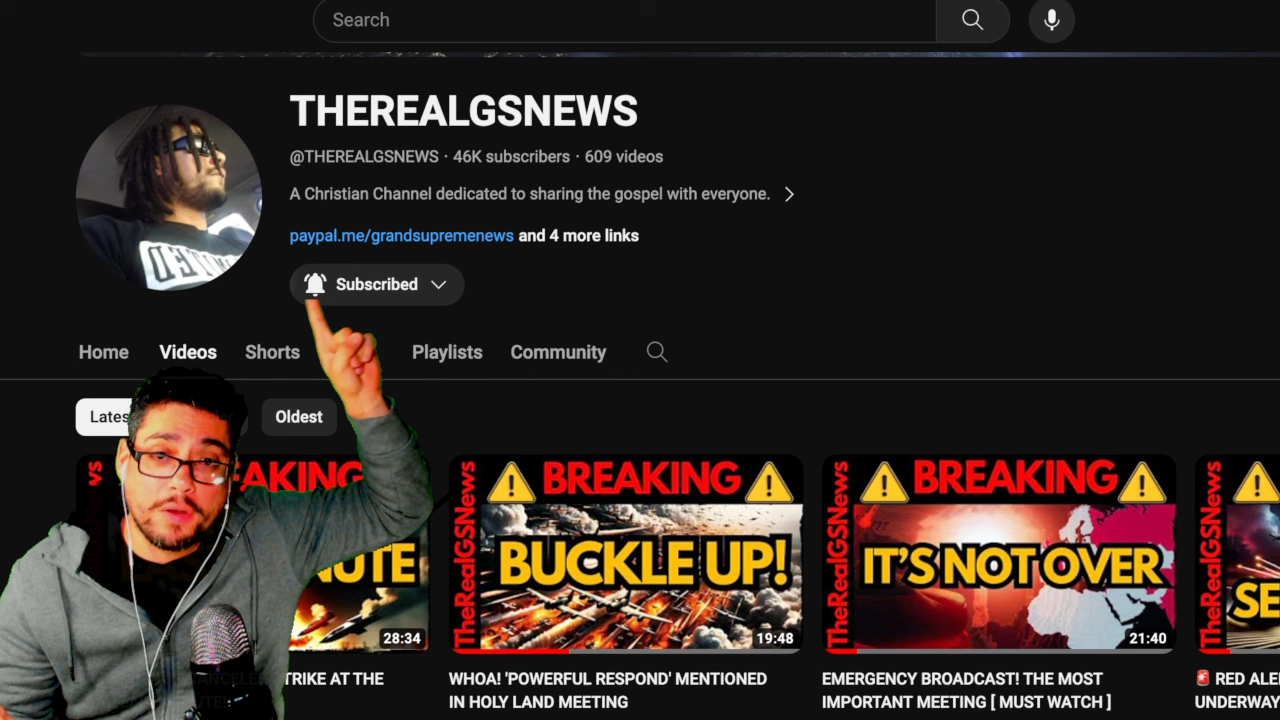 Search
THEREALGSNEWS
@THEREALGSNEWS · 46K subscribers · 609 videos
A Christian Channel dedicated to sharing the gospel with everyone.
paypal.me/grandsupremenews and 4 more links
Subscribed
Home Videos Shorts Playlists Community
Oldest
BREAKING
TheRealGSNews
BUCKLE UP!
19:48
BREAKING
TheRealGSNews
IT'S NOT OVER
21:40
TheRealGSNews
28:34
STRIKE AT THE
WHOA! 'POWERFUL RESPOND' MENTIONED
IN HOLY LAND MEETING
EMERGENCY BROADCAST! THE MOST
IMPORTANT MEETING [ MUST WATCH ]
RED
UNDERWAY